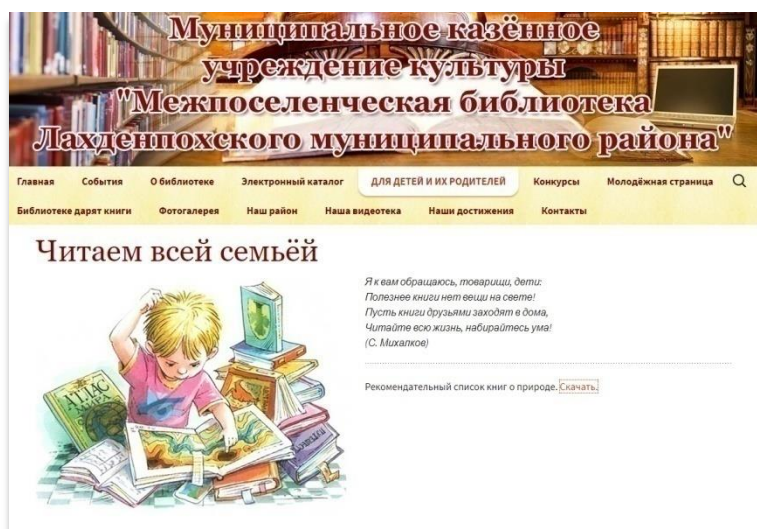 Муниципальное казённое
учреждение культуры
"Межпоселенческая библиотека
Лахденпохского муниципального района"
Главная События О библиотеке Электронный каталог ДЛЯ ДЕТЕЙ И ИХ РОДИТЕЛЕЙ Конкурсы Молодёжная страница
Библиотеке дарят книги Фотогалерея Наш район Наша видеотека Наши достижения Контакты
Читаем всей семьёй
Я к вам обращаюсь, товарищи, дети:
Полезнее книги нет вещи на свете!
Пусть книги друзьями заходят в дома,
Читайте всю жизнь, набирайтесь ума!
(С. Михалков)
Рекомендательный список книг о природе. Скачать.
АТЛАС
МИРА